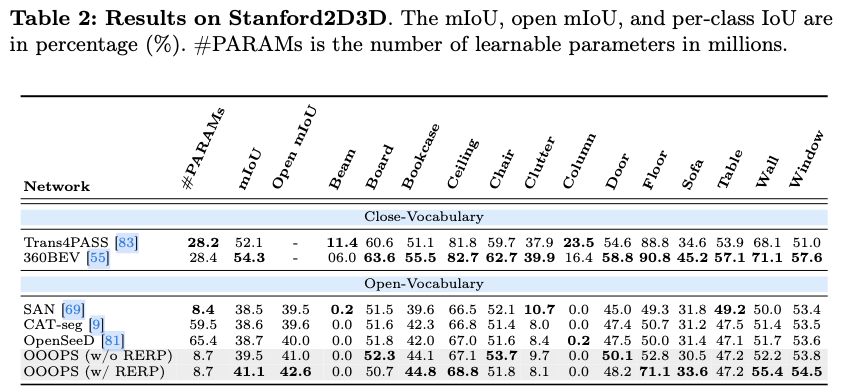 Table 2: Results on Stanford2D3D. The mIoU, open mIoU, and per-class IoU are
in percentage (%). #PARAMs is the number of learnable parameters in millions.
Network #PARAMs mIoU Open mIoU Beam Board Bookcase Ceiling Chair Clutter Column Door Floor Sofa Table Wall Window
Close-Vocabulary
Trans4PASS [83] 28.2 52.1 - 11.4 60.6 51.1 81.8 59.7 37.9 23.5 54.6 88.8 34.6 53.9 68.1 51.0
360BEV [55] 28.4 54.3 - 06.0 63.6 55.5 82.7 62.7 39.9 16.4 58.8 90.8 45.2 57.1 71.1 57.6
Open-Vocabulary
SAN [69] 8.4 38.5 39.5 0.2 51.5 39.6 66.5 52.1 10.7 0.0 45.0 49.3 31.8 49.2 50.0 53.4
CAT-seg [9] 59.5 38.6 39.6 0.0 51.6 42.3 66.8 51.4 8.0 0.0 47.4 50.7 31.2 47.5 51.4 53.5
OpenSeeD [81] 65.4 38.7 40.0 0.0 51.8 42.0 67.0 51.6 8.4 0.2 47.5 50.0 31.4 47.1 51.7 53.6
OOOPS (w/o RERP) 8.7 39.5 41.0 0.0 52.3 44.1 67.1 53.7 9.7 0.0 50.1 52.8 30.5 47.2 52.2 53.8
OOOPS (w/ RERP) 8.7 41.1 42.6 0.0 50.7 44.8 68.8 51.8 8.1 0.0 48.2 71.1 33.6 47.2 55.4 54.5